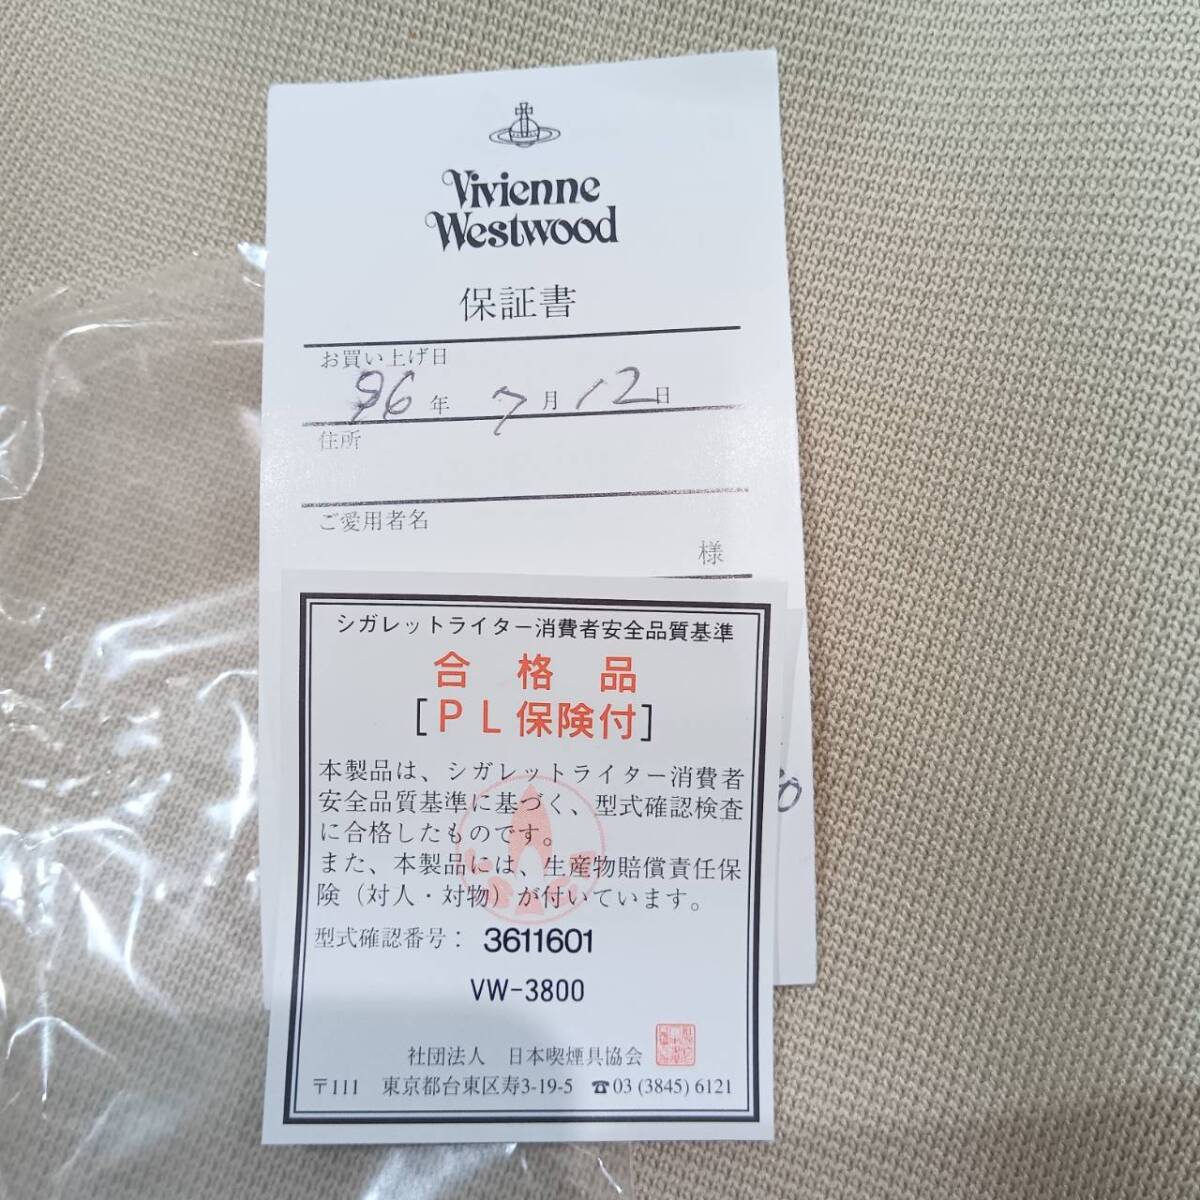 Vivienne
Westwood
保証書
お買い上げ日
96年 7月12日
住所
ご愛用者名
様
シガレットライター消費者安全品質基準
合格品
[PL保険付]
本製品は、シガレットライター消費者
安全品質基準に基づく、型式確認検査
に合格したものです。
また、本製品には、生産物賠償責任保
険（対人・対物）が付いています。
型式確認番号： 3611601
VW-3800
社団法人 日本喫煙具協会
〒111 東京都台東区寿3-19-5 ☎03 (3845) 6121